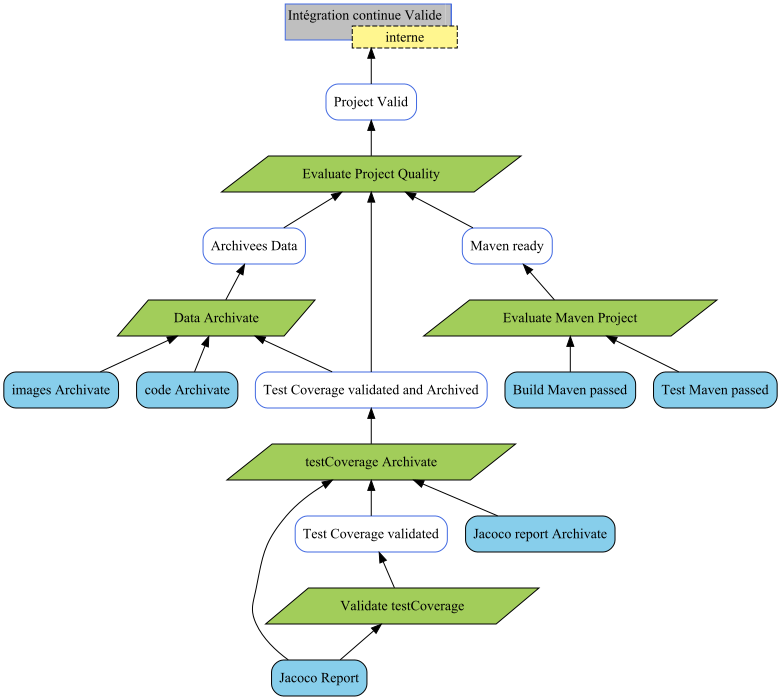 Intégration continue Valide
interne
Project Valid
Evaluate Project Quality
Archivees Data
Maven ready
Data Archivate
Evaluate Maven Project
images Archivate
code Archivate
Test Coverage validated and Archived
Build Maven passed
Test Maven passed
testCoverage Archivate
Test Coverage validated
Jacoco report Archivate
Validate testCoverage
Jacoco Report